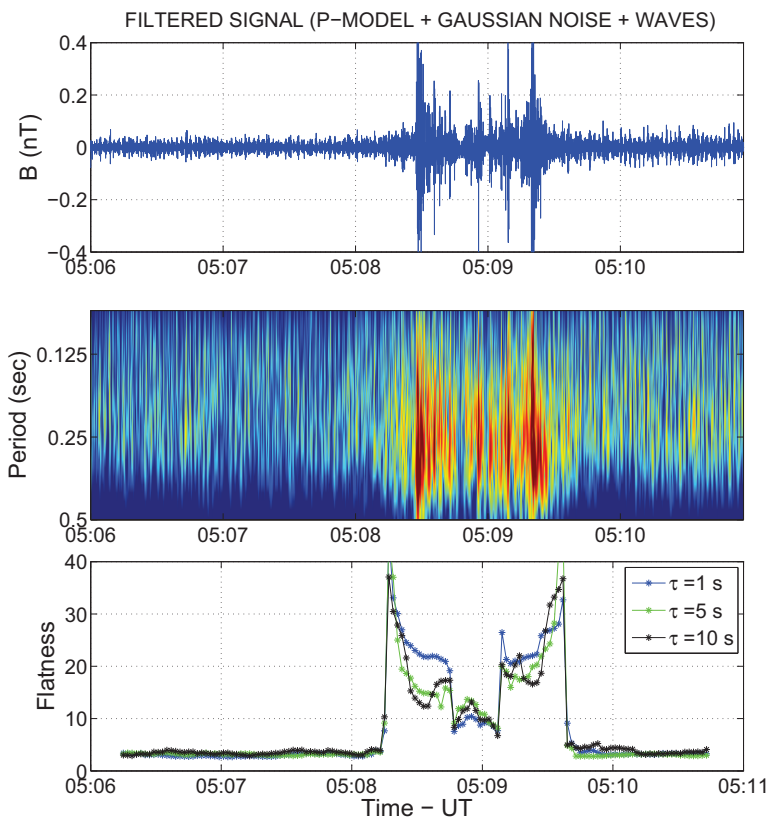 FILTERED SIGNAL (P−MODEL + GAUSSIAN NOISE + WAVES)
B (nT)
0.4
0.2
0
−0.2
−0.4
05:06 05:07 05:08 05:09 05:10
Period (sec)
0.125
0.25
0.5
05:06 05:07 05:08 05:09 05:10
Flatness
40
30
20
10
0
τ =1 s
τ =5 s
τ =10 s
05:06 05:07 05:08 05:09 05:10 05:11
Time − UT